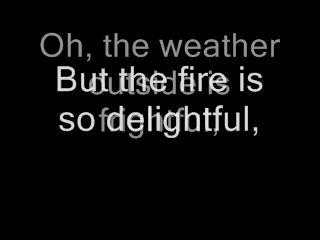 Oh, the weather
outside is
frightful,
But the fire is
so delightful,